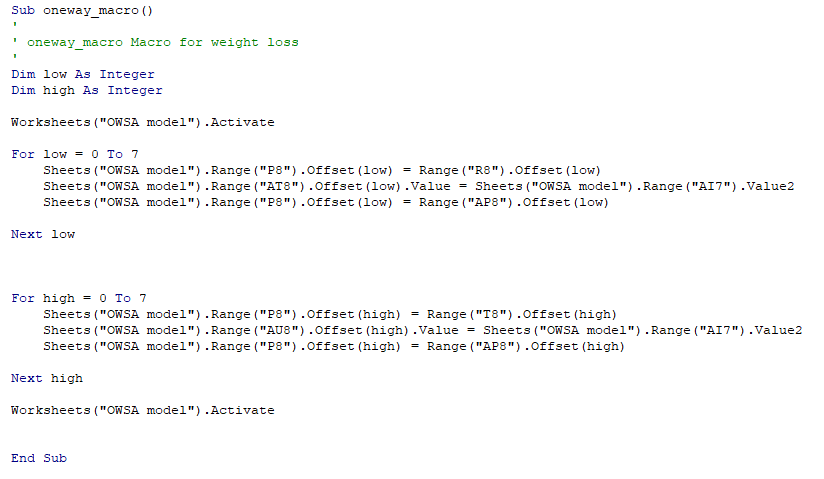 Sub oneway_macro()
'
' oneway_macro Macro for weight loss
'
Dim low As Integer
Dim high As Integer
Worksheets("OWSA model").Activate
For low = 0 To 7
Sheets("OWSA model").Range("P8").Offset(low) = Range("R8").Offset(low)
Sheets("OWSA model").Range("AT8").Offset(low).Value = Sheets("OWSA model").Range("AI7").Value2
Sheets("OWSA model").Range("P8").Offset(low) = Range("AP8").Offset(low)
Next low
For high = 0 To 7
Sheets("OWSA model").Range("P8").Offset(high) = Range("T8").Offset(high)
Sheets("OWSA model").Range("AU8").Offset(high).Value = Sheets("OWSA model").Range("AI7").Value2
Sheets("OWSA model").Range("P8").Offset(high) = Range("AP8").Offset(high)
Next high
Worksheets("OWSA model").Activate
End Sub